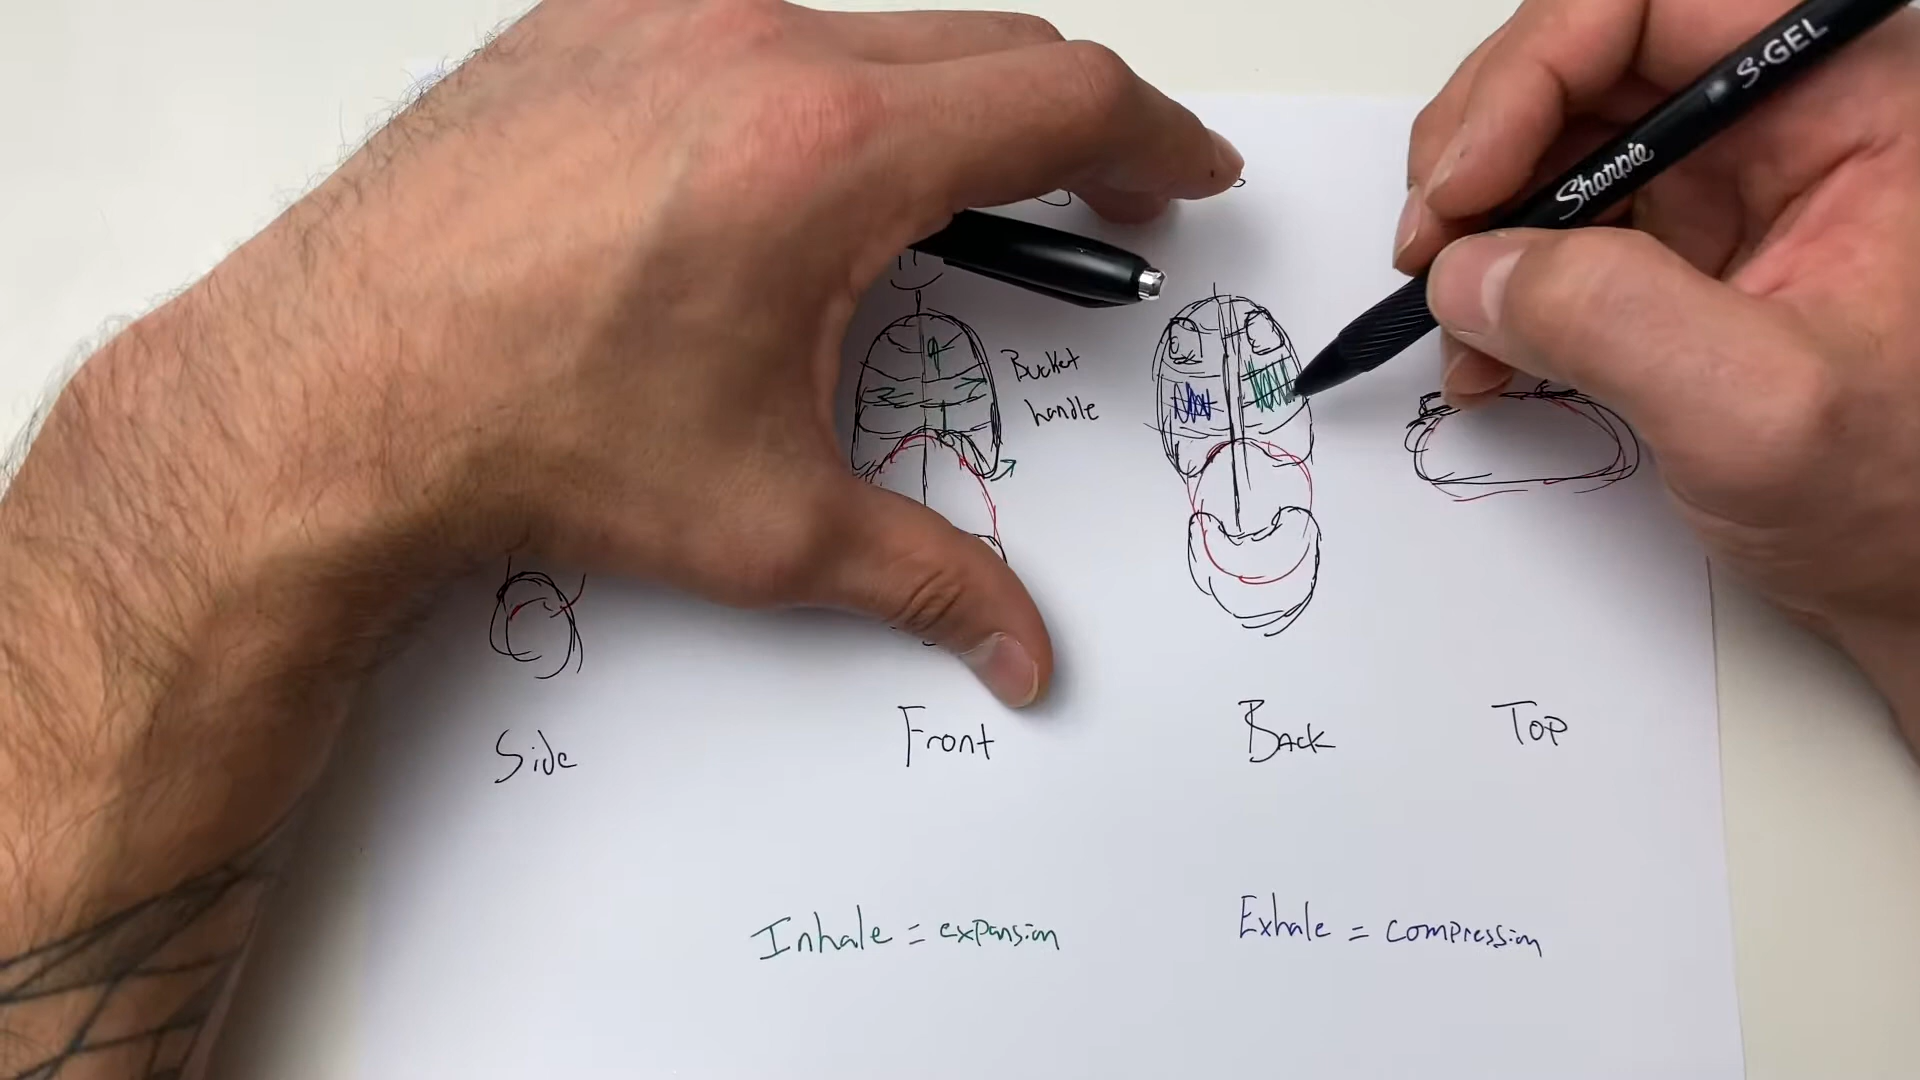 S·GEL
Sharpie
Bucket
handle
Side
Front
Back
Top
Inhale = expansion
Exhale = compression